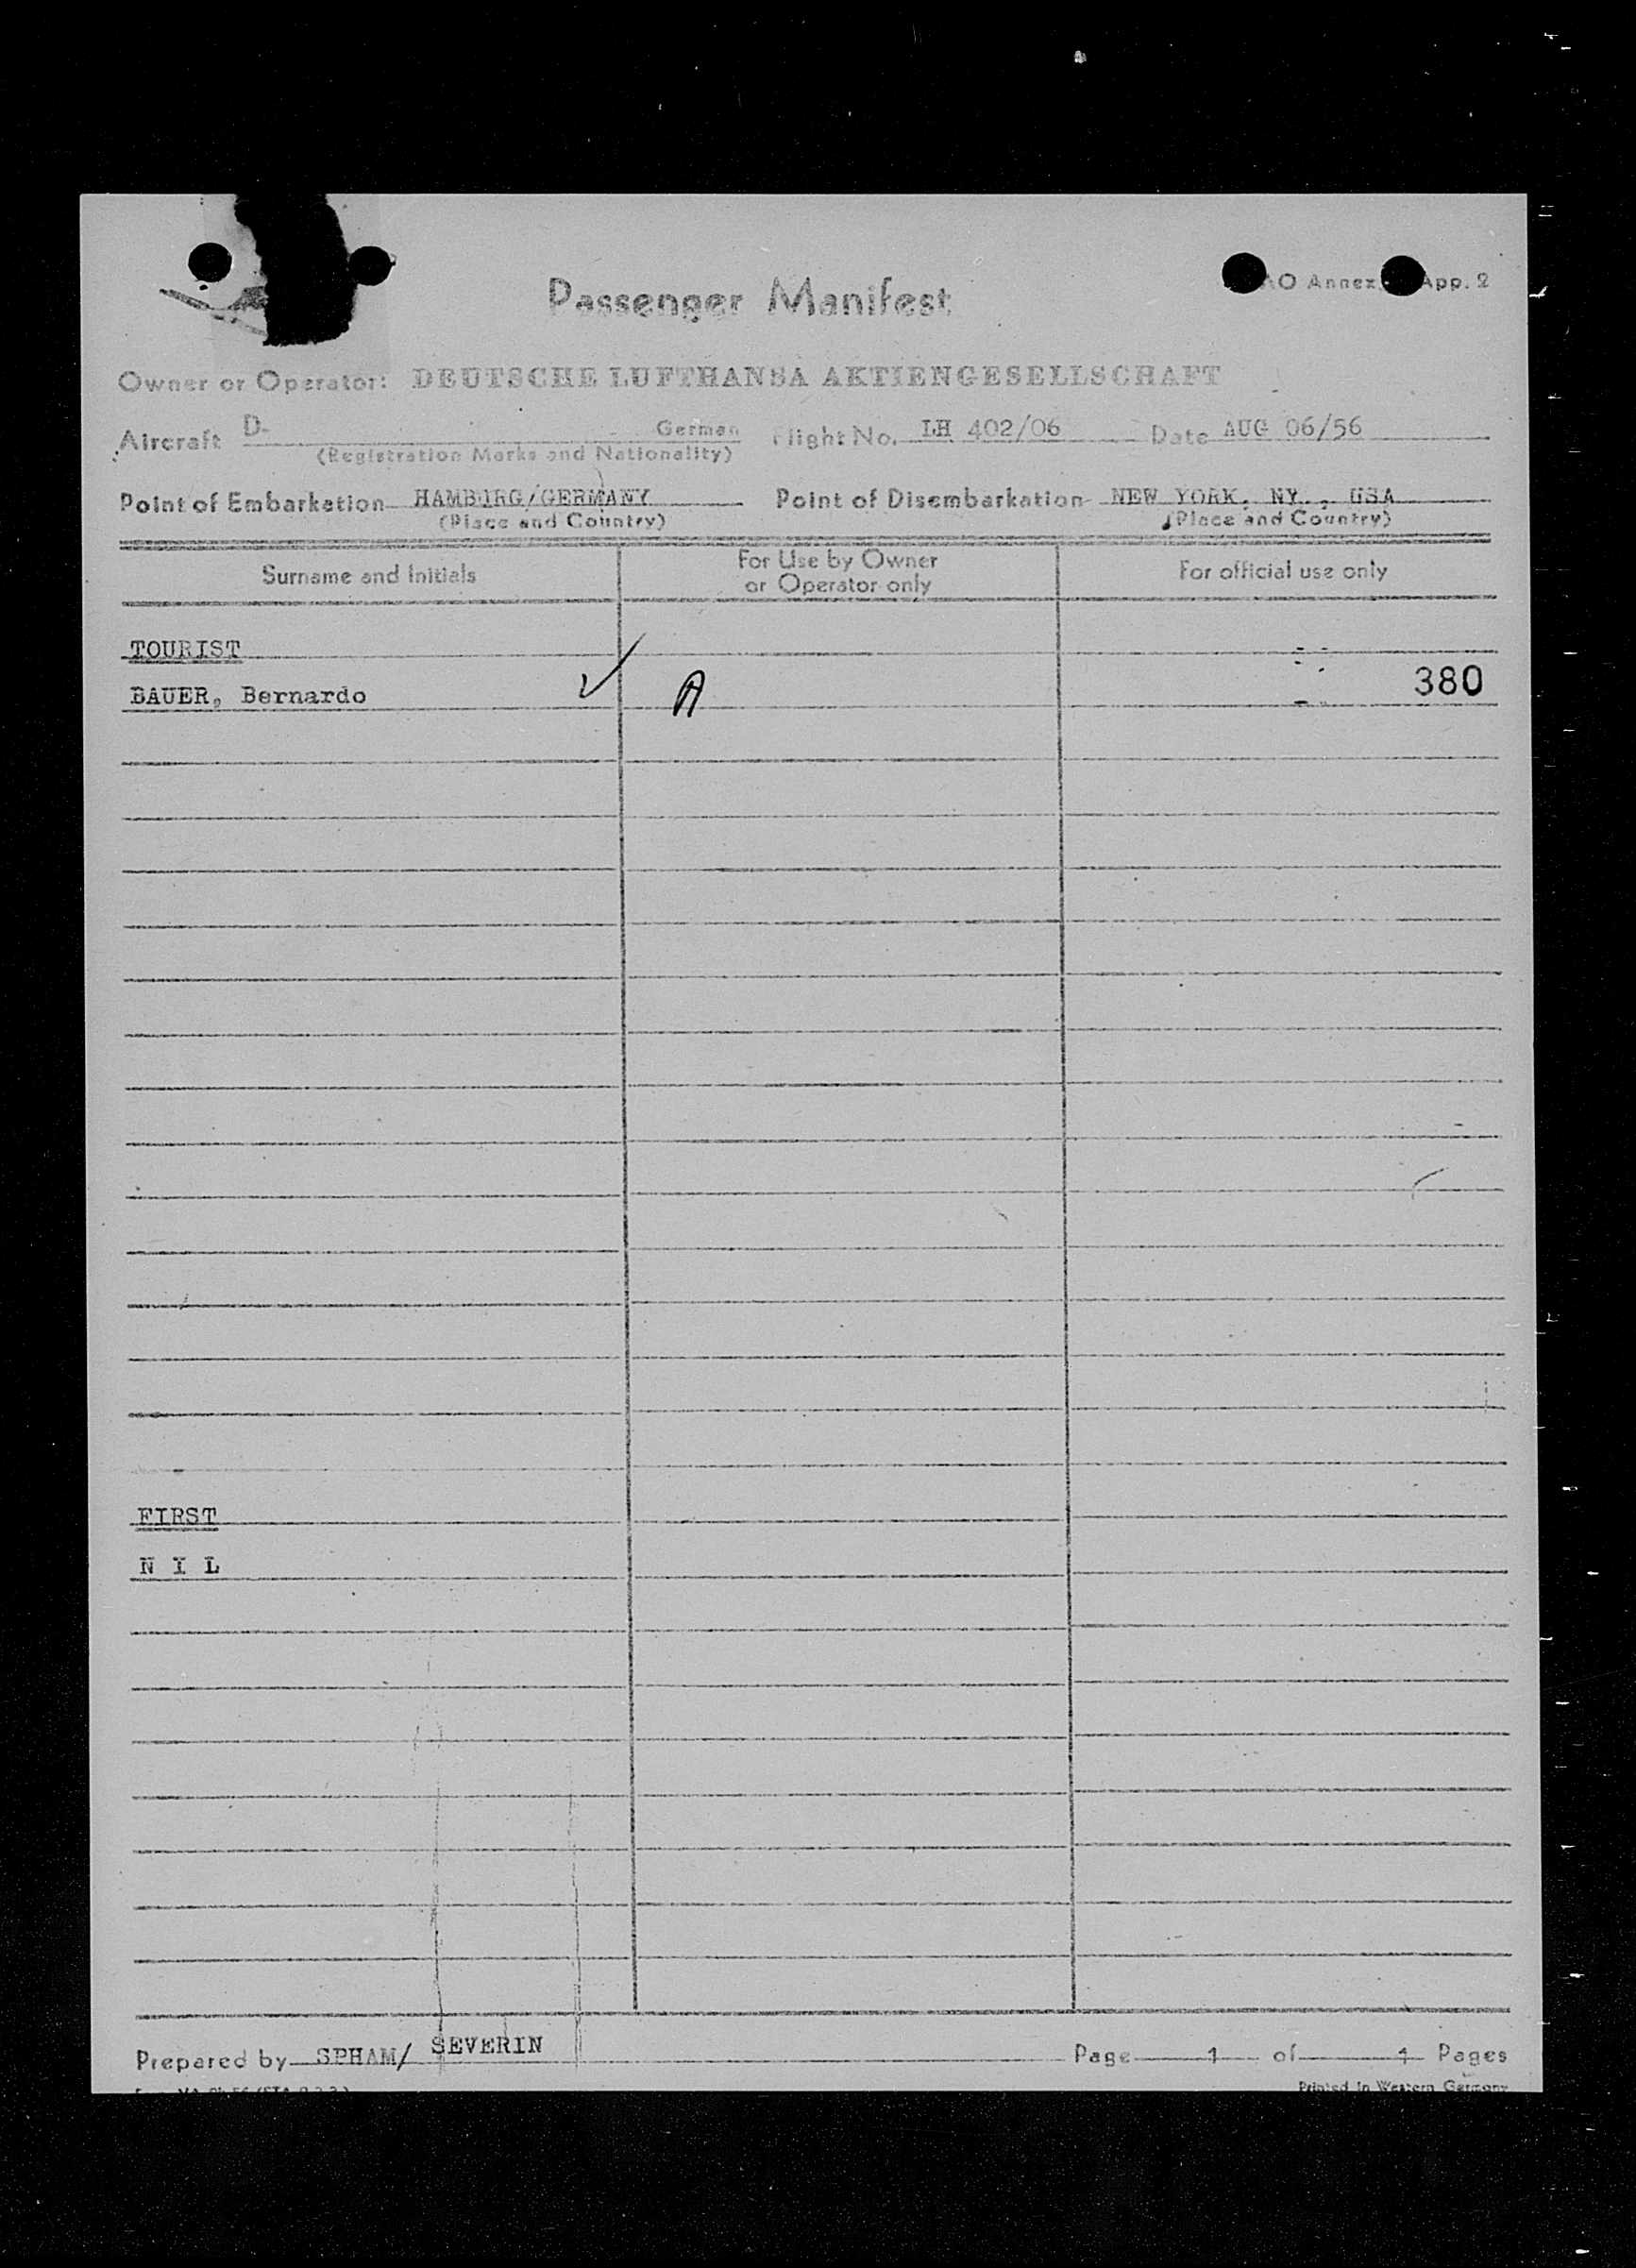 Passenger Manifest
O Annex App. 2
Owner or Operator: DEUTSCHE LUFTHANSA AKTIENGESELLSCHAFT
Aircraft D- German Flight No. LH 402/06 Date AUG 06/56
(Registration Marks and Nationality)
Point of Embarkation HAMBURG/GERMANY Point of Disembarkation NEW YORK, NY., USA
(Place and Country) (Place and Country)
Surname and Initials For Use by Owner or Operator only For official use only
TOURIST
BAUER, Bernardo ✓ A 380
FIRST
N I L
Prepared by SPHAM/ SEVERIN Page 1 of 1 Pages
Printed in Western Germany